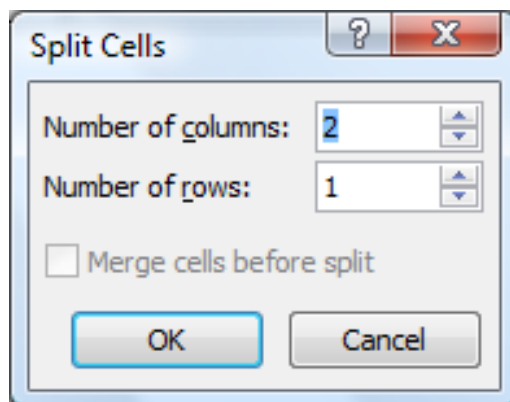 Split Cells
Number of columns: 2
Number of rows: 1
Merge cells before split
OK Cancel